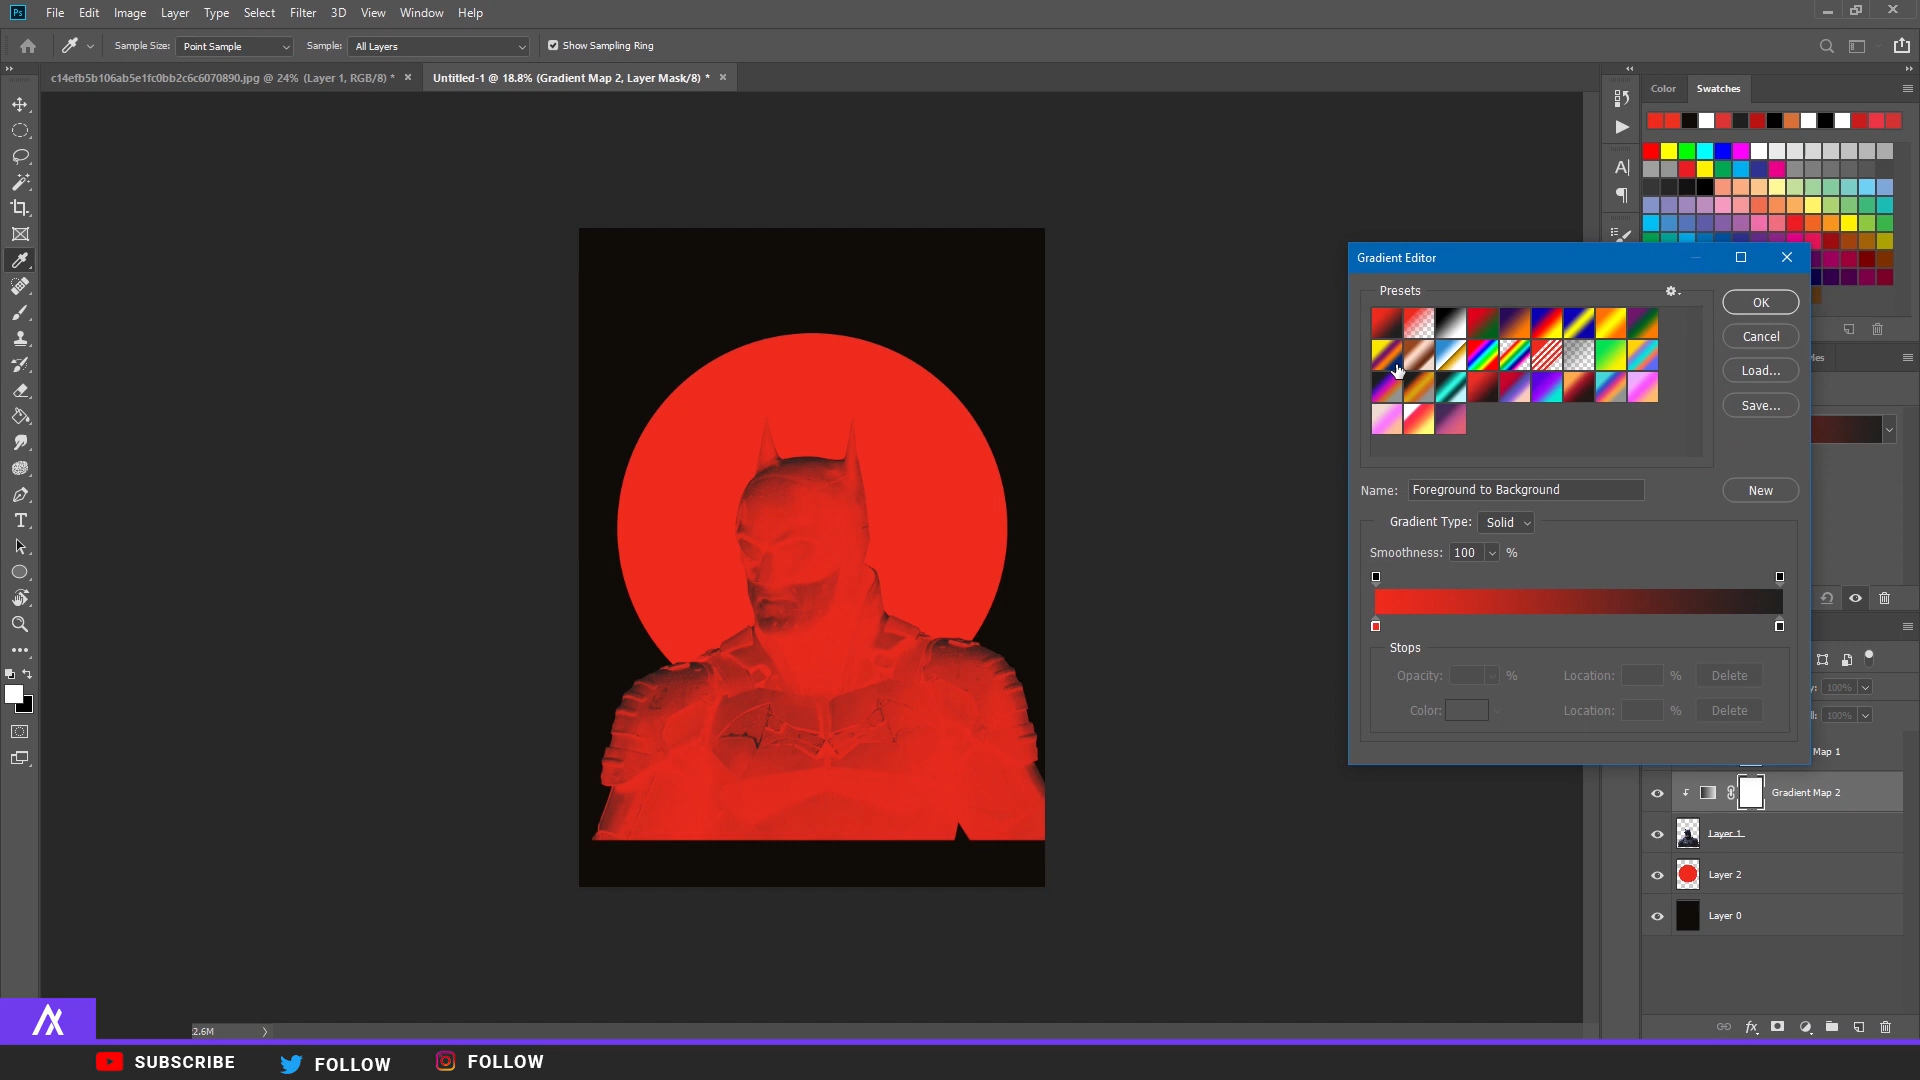 Ps File Edit Image Layer Type Select Filter 3D View Window Help
Sample Size: Point Sample Sample: All Layers Show Sampling Ring
c14efb5b106ab5e1fc0bb2c6c6070890.jpg @ 24% (Layer 1, RGB/8) * × Untitled-1 @ 18.8% (Gradient Map 2, Layer Mask/8) * ×
Color Swatches
Gradient Editor
Presets
OK
Cancel
Load...
Save...
Name: Foreground to Background
New
Gradient Type: Solid
Smoothness: 100 %
Stops
Opacity: % Location: % Delete
Color: Location: % Delete
100%
100%
Map 1
Gradient Map 2
Layer 1
Layer 2
Layer 0
2.6M
SUBSCRIBE FOLLOW FOLLOW